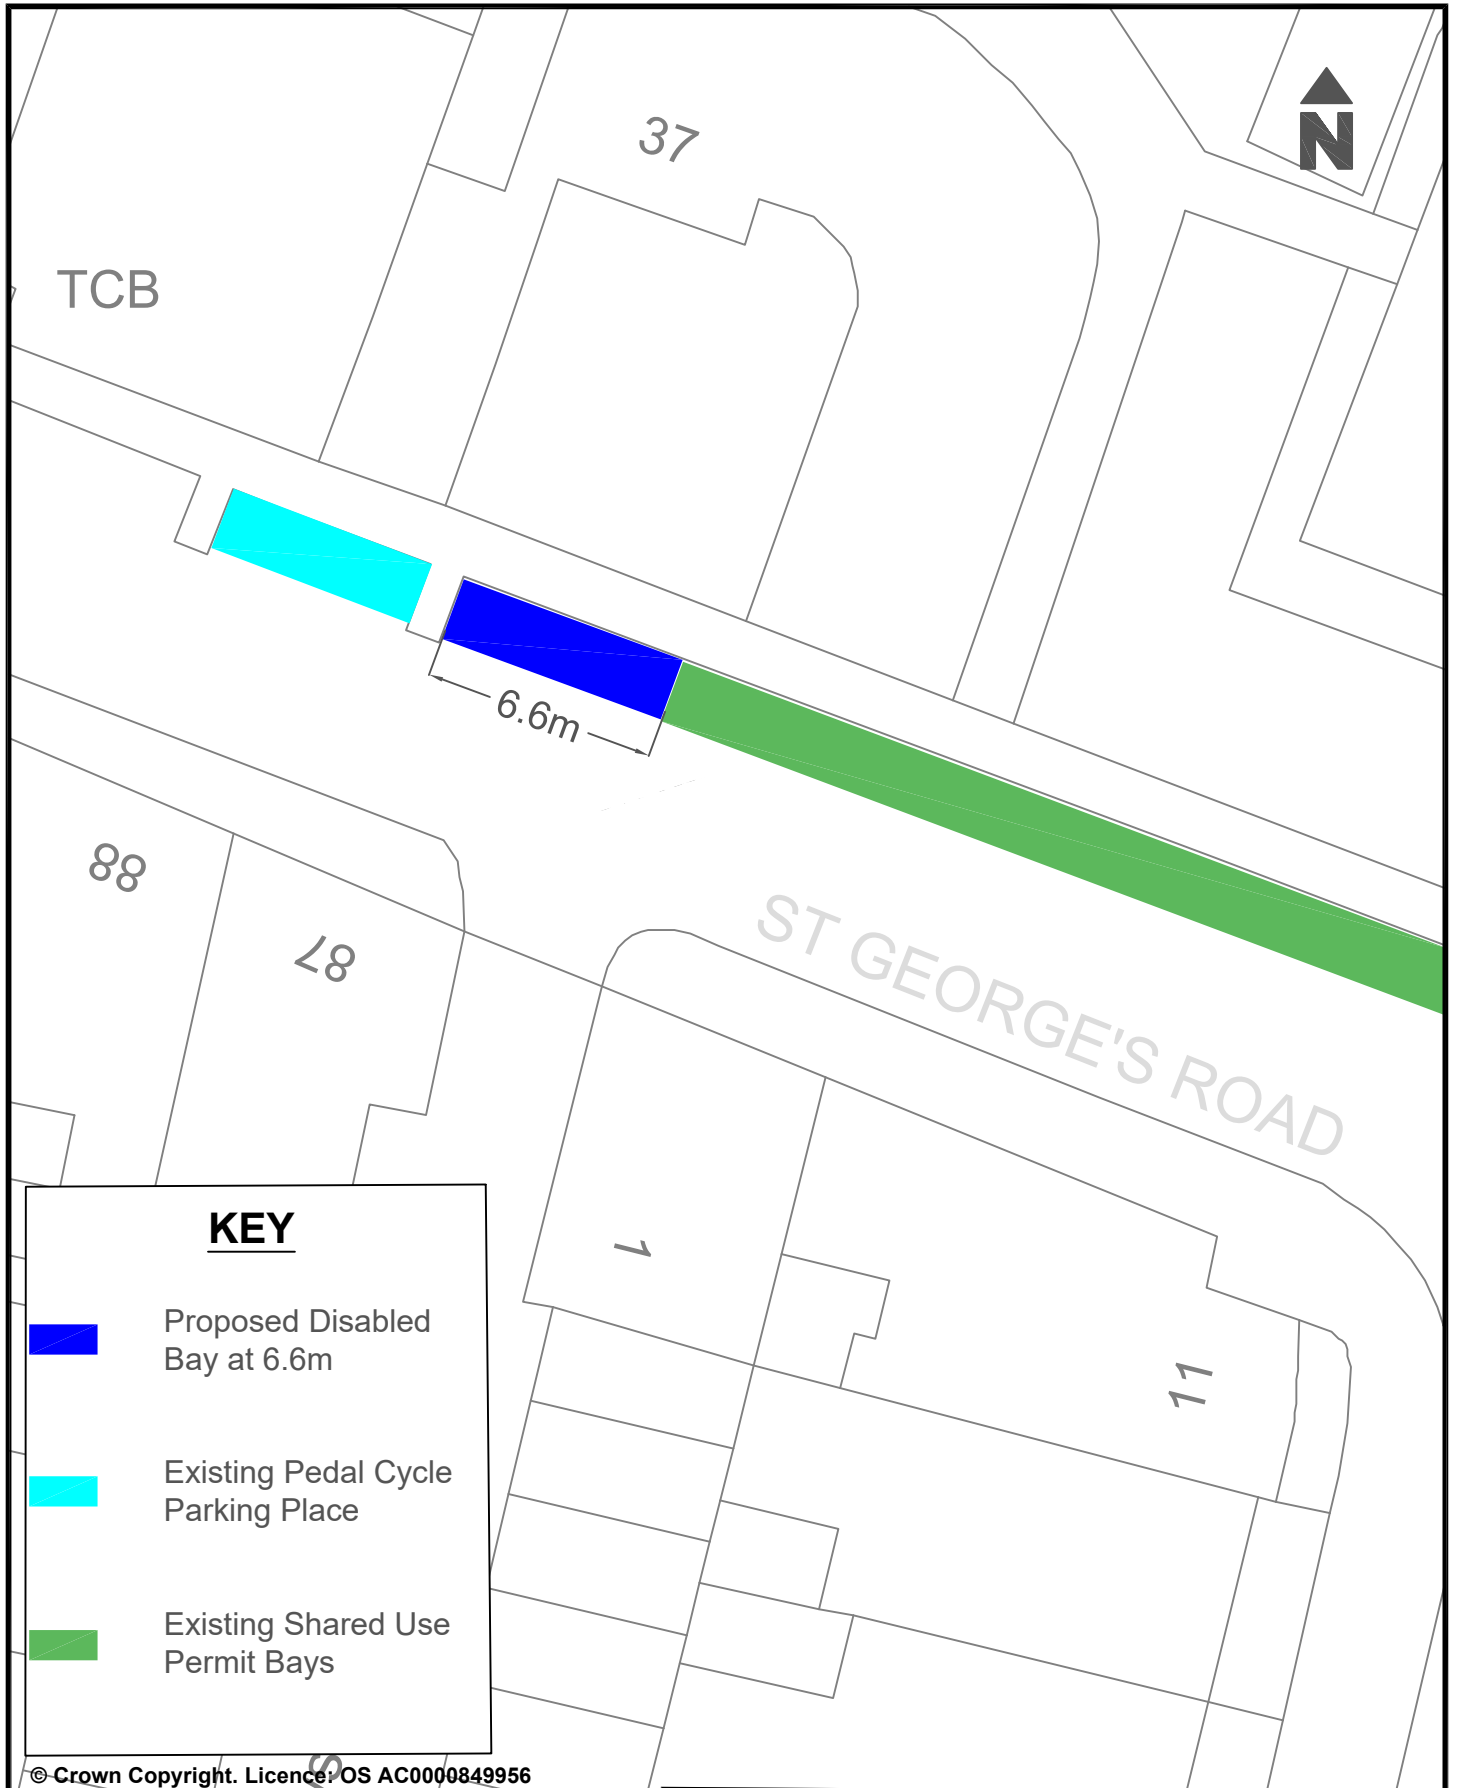 37
N
TCB
6.6m
88
87
ST GEORGE'S ROAD
1
11
KEY
Proposed Disabled
Bay at 6.6m
Existing Pedal Cycle
Parking Place
Existing Shared Use
Permit Bays
© Crown Copyright. Licence: OS AC0000849956